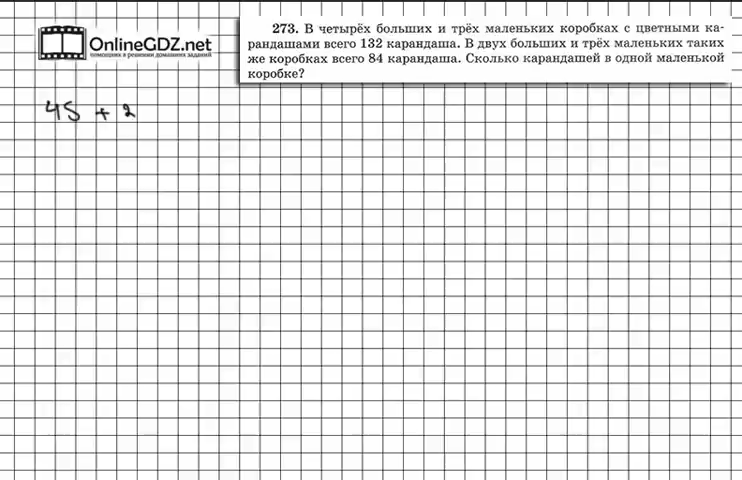 OnlineGDZ.net
помощник в решении домашних заданий
273. В четырёх больших и трёх маленьких коробках с цветными ка-
рандашами всего 132 карандаша. В двух больших и трёх маленьких таких
же коробках всего 84 карандаша. Сколько карандашей в одной маленькой
коробке?
45 + 2